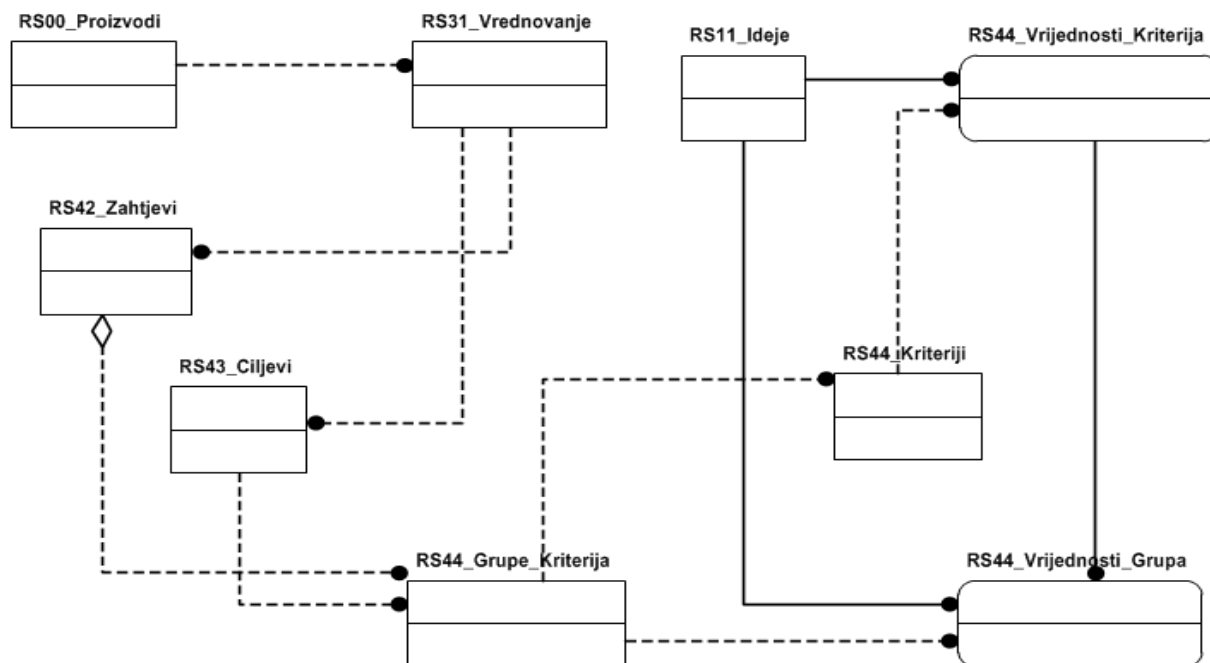 RS00_Proizvodi
RS31_Vrednovanje
RS11_Ideje
RS44_Vrijednosti_Kriterija
RS42_Zahtjevi
RS43_Ciljevi
RS44_Kriteriji
RS44_Grupe_Kriterija
RS44_Vrijednosti_Grupa